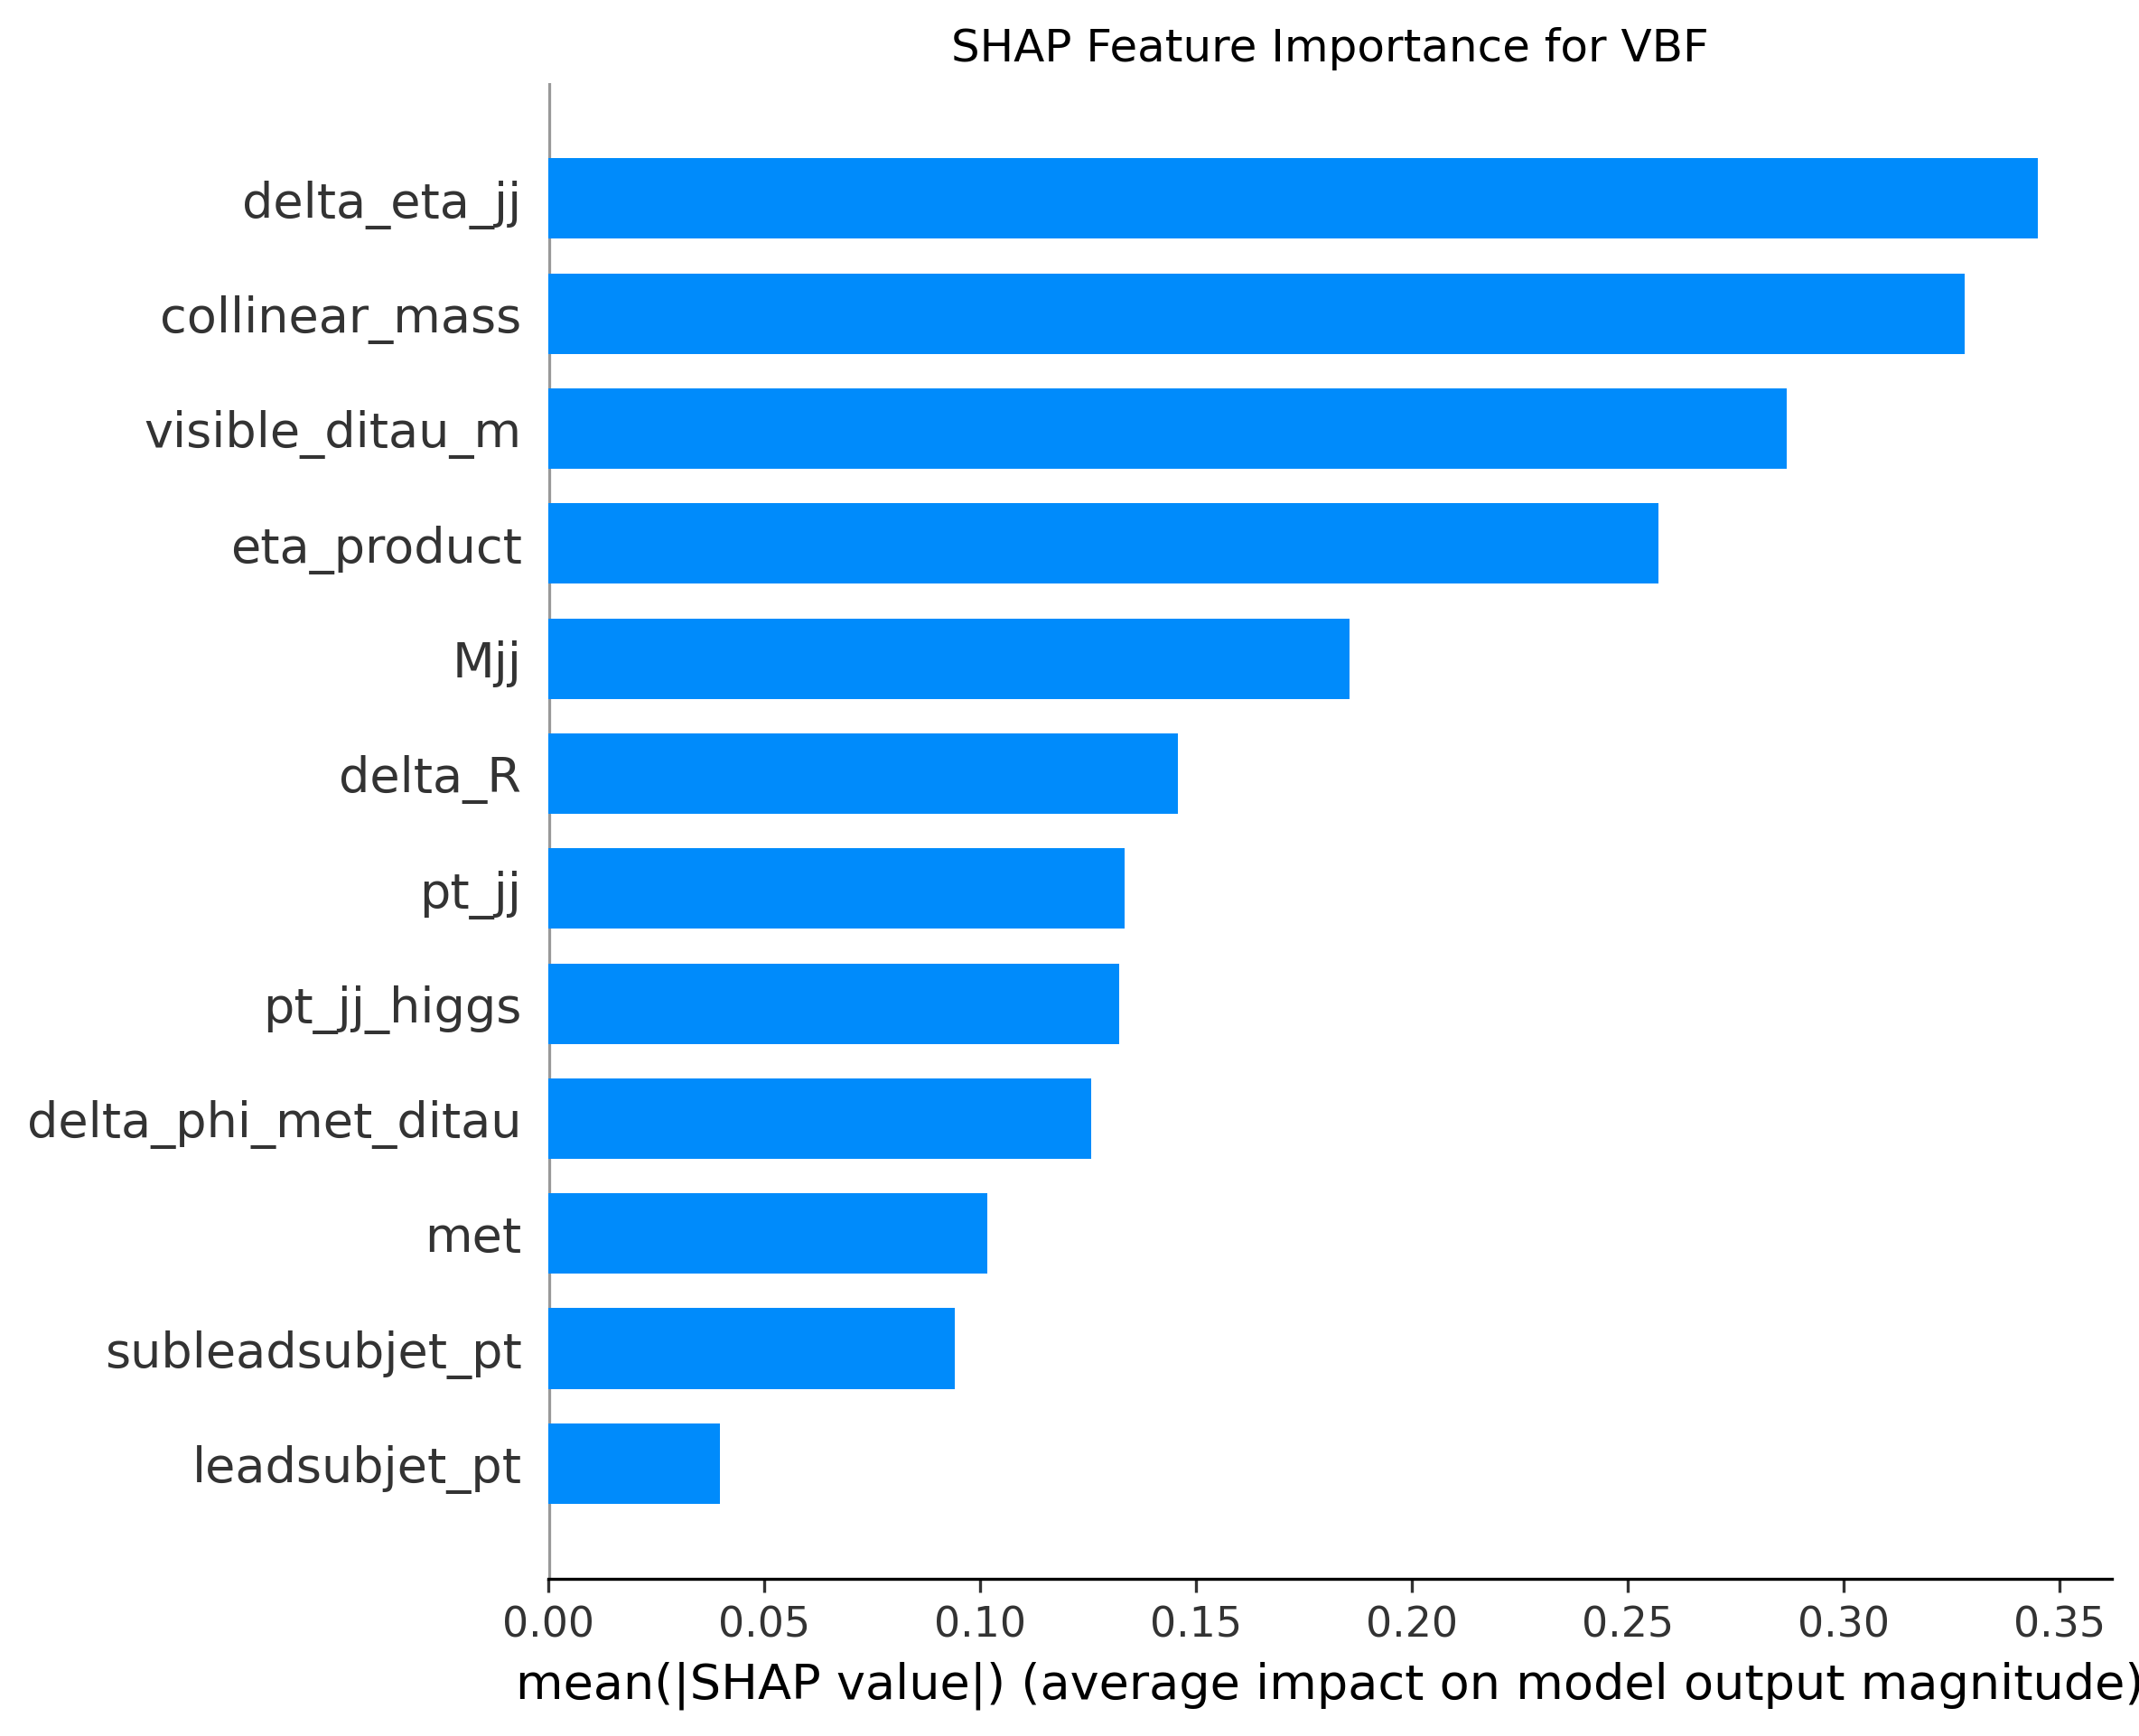 SHAP Feature Importance for VBF
delta_eta_jj
collinear_mass
visible_ditau_m
eta_product
Mjj
delta_R
pt_jj
pt_jj_higgs
delta_phi_met_ditau
met
subleadsubjet_pt
leadsubjet_pt
0.00 0.05 0.10 0.15 0.20 0.25 0.30 0.35
mean(|SHAP value|) (average impact on model output magnitude)